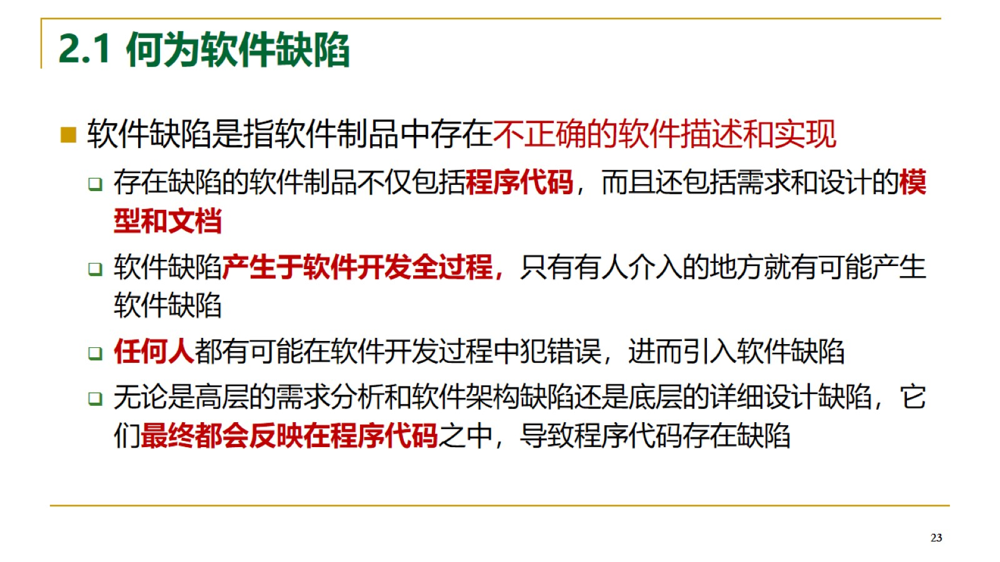 2.1 何为软件缺陷
软件缺陷是指软件制品中存在不正确的软件描述和实现
存在缺陷的软件制品不仅包括程序代码，而且还包括需求和设计的模
型和文档
软件缺陷产生于软件开发全过程，只有有人介入的地方就有可能产生
软件缺陷
任何人都有可能在软件开发过程中犯错误，进而引入软件缺陷
无论是高层的需求分析和软件架构缺陷还是底层的详细设计缺陷，它
们最终都会反映在程序代码之中，导致程序代码存在缺陷
23